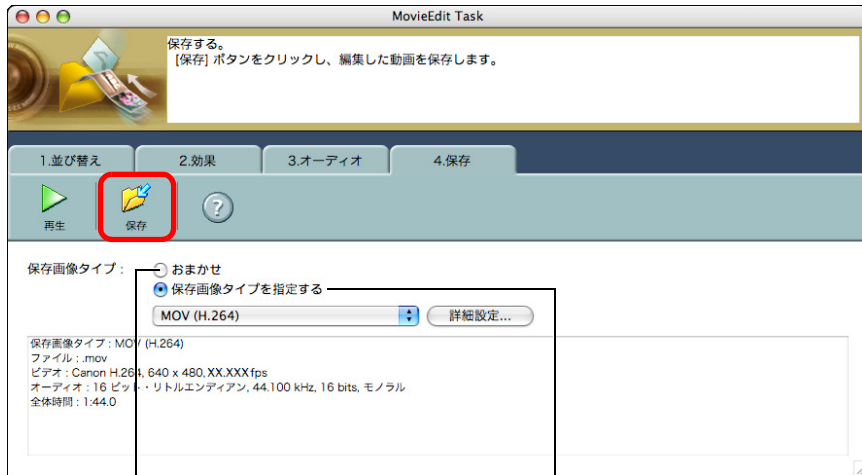 MovieEdit Task
保存する。
[保存] ボタンをクリックし、編集した動画を保存します。
1.並び替え
2.効果
3.オーディオ
4.保存
再生
保存
?
保存画像タイプ :
おまかせ
保存画像タイプを指定する
MOV (H.264)
詳細設定...
保存画像タイプ : MOV (H.264)
ファイル : .mov
ビデオ : Canon H.264, 640 x 480, XX.XXX fps
オーディオ : 16 ビット・リトルエンディアン, 44.100 kHz, 16 bits, モノラル
全体時間 : 1:44.0